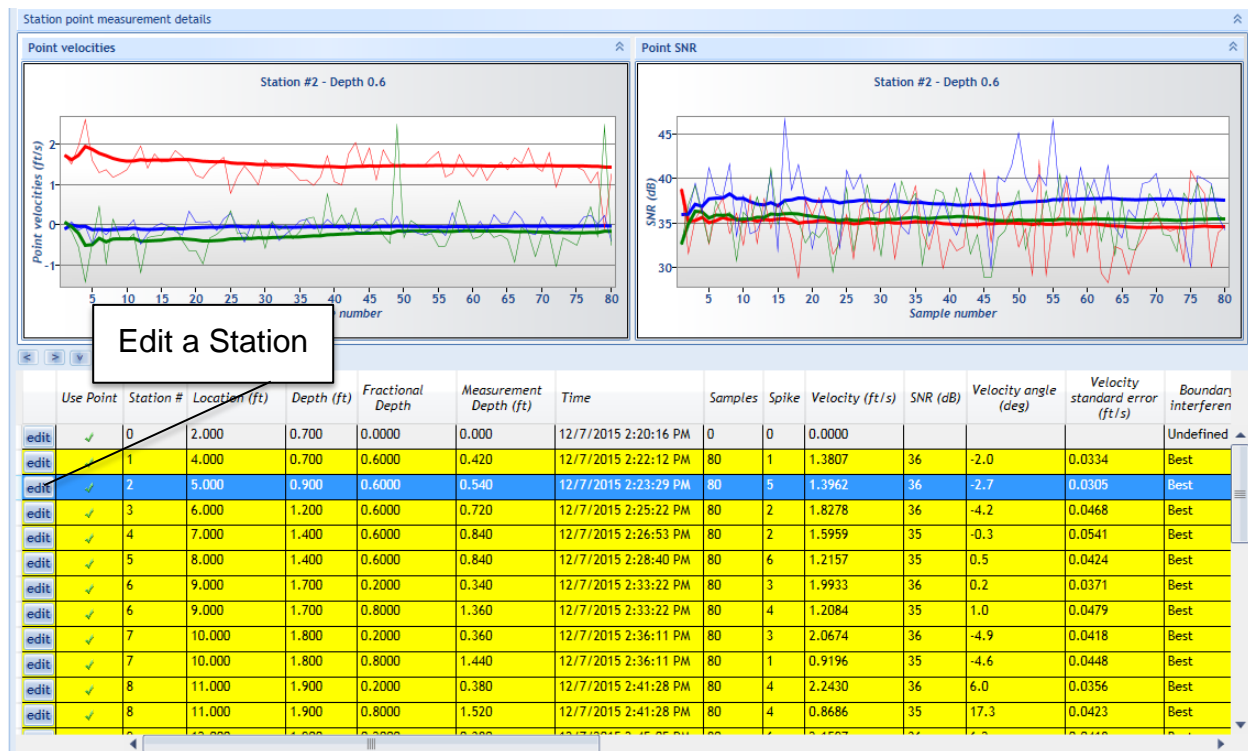 Station point measurement details
Point velocities
Point SNR
Station #2 - Depth 0.6
Station #2 - Depth 0.6
Point velocities (ft/s)
2
1
0
-1
5 10 15 20 25 30 35 40 45 50 55 60 65 70 75 80
number
SNR (dB)
45
40
35
30
5 10 15 20 25 30 35 40 45 50 55 60 65 70 75 80
Sample number
Edit a Station
< > v
Use Point Station # Location (ft) Depth (ft) Fractional Depth Measurement Depth (ft) Time Samples Spike Velocity (ft/s) SNR (dB) Velocity angle (deg) Velocity standard error (ft/s) Boundary interferen
edit 0 2.000 0.700 0.0000 0.000 12/7/2015 2:20:16 PM 0 0 0.0000 Undefined
edit 1 4.000 0.700 0.6000 0.420 12/7/2015 2:22:12 PM 80 1 1.3807 36 -2.0 0.0334 Best
edit 2 5.000 0.900 0.6000 0.540 12/7/2015 2:23:29 PM 80 5 1.3962 36 -2.7 0.0305 Best
edit 3 6.000 1.200 0.6000 0.720 12/7/2015 2:25:22 PM 80 2 1.8278 36 -4.2 0.0468 Best
edit 4 7.000 1.400 0.6000 0.840 12/7/2015 2:26:53 PM 80 2 1.5959 35 -0.3 0.0541 Best
edit 5 8.000 1.400 0.6000 0.840 12/7/2015 2:28:40 PM 80 6 1.2157 35 0.5 0.0424 Best
edit 6 9.000 1.700 0.2000 0.340 12/7/2015 2:33:22 PM 80 3 1.9933 36 0.2 0.0371 Best
edit 6 9.000 1.700 0.8000 1.360 12/7/2015 2:33:22 PM 80 4 1.2084 35 1.0 0.0479 Best
edit 7 10.000 1.800 0.2000 0.360 12/7/2015 2:36:11 PM 80 3 2.0674 36 -4.9 0.0418 Best
edit 7 10.000 1.800 0.8000 1.440 12/7/2015 2:36:11 PM 80 1 0.9196 35 -4.6 0.0448 Best
edit 8 11.000 1.900 0.2000 0.380 12/7/2015 2:41:28 PM 80 4 2.2430 36 6.0 0.0356 Best
edit 8 11.000 1.900 0.8000 1.520 12/7/2015 2:41:28 PM 80 4 0.8686 35 17.3 0.0423 Best